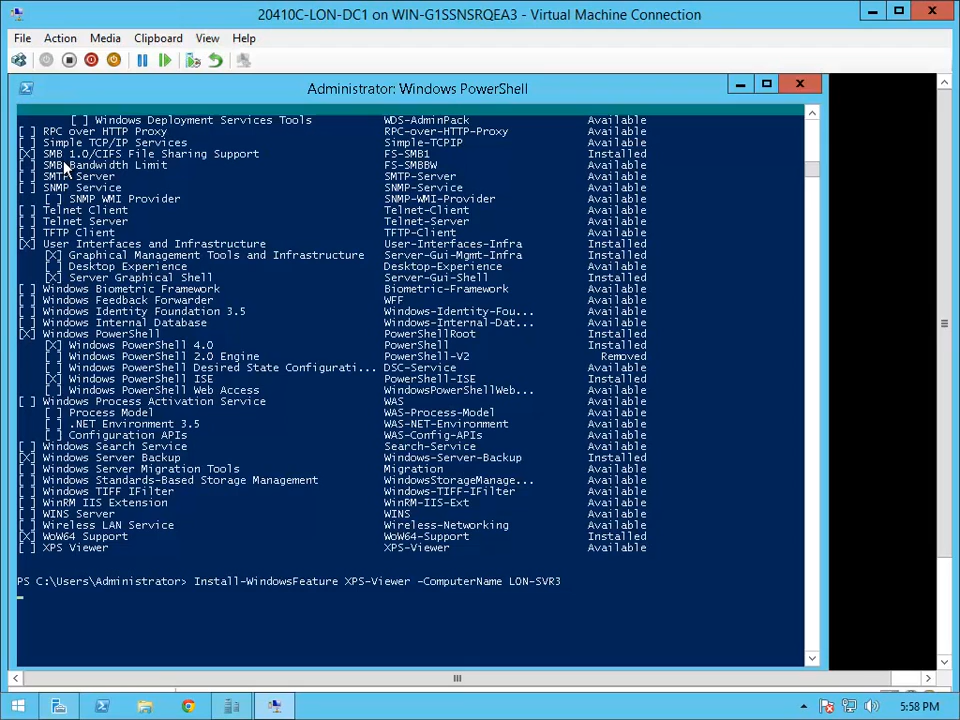 20410C-LON-DC1 on WIN-G1SSNSRQEA3 - Virtual Machine Connection
File Action Media Clipboard View Help
Administrator: Windows PowerShell
[ ] Windows Deployment Services Tools WDS-AdminPack Available
[ ] RPC over HTTP Proxy RPC-over-HTTP-Proxy Available
[ ] Simple TCP/IP Services Simple-TCPIP Available
[X] SMB 1.0/CIFS File Sharing Support FS-SMB1 Installed
[ ] SMB Bandwidth Limit FS-SMBBW Available
[ ] SMTP Server SMTP-Server Available
[ ] SNMP Service SNMP-Service Available
[ ] SNMP WMI Provider SNMP-WMI-Provider Available
[ ] Telnet Client Telnet-Client Available
[ ] Telnet Server Telnet-Server Available
[ ] TFTP Client TFTP-Client Available
[X] User Interfaces and Infrastructure User-Interfaces-Infra Installed
[X] Graphical Management Tools and Infrastructure Server-Gui-Mgmt-Infra Installed
[ ] Desktop Experience Desktop-Experience Available
[X] Server Graphical Shell Server-Gui-Shell Installed
[ ] Windows Biometric Framework Biometric-Framework Available
[ ] Windows Feedback Forwarder WFF Available
[ ] Windows Identity Foundation 3.5 Windows-Identity-Fou... Available
[ ] Windows Internal Database Windows-Internal-Dat... Available
[X] Windows PowerShell PowerShellRoot Installed
[X] Windows PowerShell 4.0 PowerShell Installed
[ ] Windows PowerShell 2.0 Engine PowerShell-V2 Removed
[ ] Windows PowerShell Desired State Configurati... DSC-Service Available
[X] Windows PowerShell ISE PowerShell-ISE Installed
[ ] Windows PowerShell Web Access WindowsPowerShellWeb... Available
[ ] Windows Process Activation Service WAS Available
[ ] Process Model WAS-Process-Model Available
[ ] .NET Environment 3.5 WAS-NET-Environment Available
[ ] Configuration APIs WAS-Config-APIs Available
[ ] Windows Search Service Search-Service Available
[X] Windows Server Backup Windows-Server-Backup Installed
[ ] Windows Server Migration Tools Migration Available
[ ] Windows Standards-Based Storage Management WindowsStorageManage... Available
[ ] Windows TIFF IFilter Windows-TIFF-IFilter Available
[ ] WinRM IIS Extension WinRM-IIS-Ext Available
[ ] WINS Server WINS Available
[ ] Wireless LAN Service Wireless-Networking Available
[X] WoW64 Support WoW64-Support Installed
[ ] XPS Viewer XPS-Viewer Available
PS C:\Users\Administrator> Install-WindowsFeature XPS-Viewer -ComputerName LON-SVR3
5:58 PM